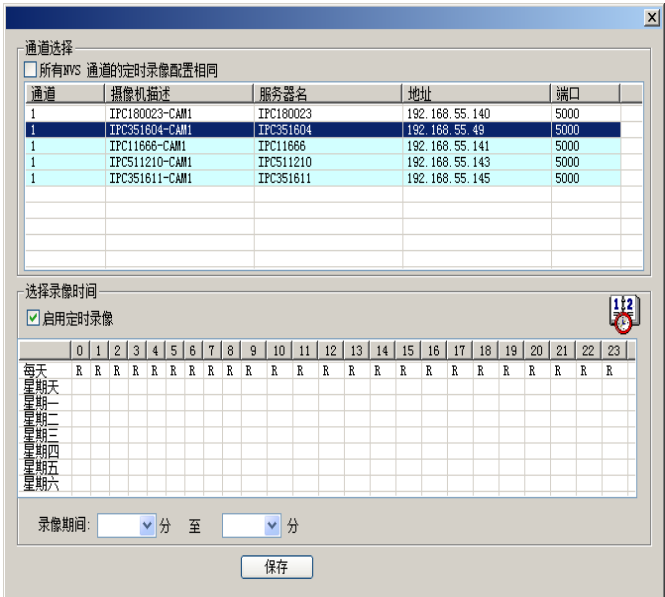 通道选择
所有NVS 通道的定时录像配置相同
通道 摄像机描述 服务器名 地址 端口
1 IPC180023-CAM1 IPC180023 192.168.55.140 5000
1 IPC351604-CAM1 IPC351604 192.168.55.49 5000
1 IPC11666-CAM1 IPC11666 192.168.55.141 5000
1 IPC511210-CAM1 IPC511210 192.168.55.143 5000
1 IPC351611-CAM1 IPC351611 192.168.55.145 5000
选择录像时间
启用定时录像
12
0 1 2 3 4 5 6 7 8 9 10 11 12 13 14 15 16 17 18 19 20 21 22 23
每天 R R R R R R R R R R R R R R R R R R R R R R R R
星期天
星期一
星期二
星期三
星期四
星期五
星期六
录像期间: 分 至 分
保存